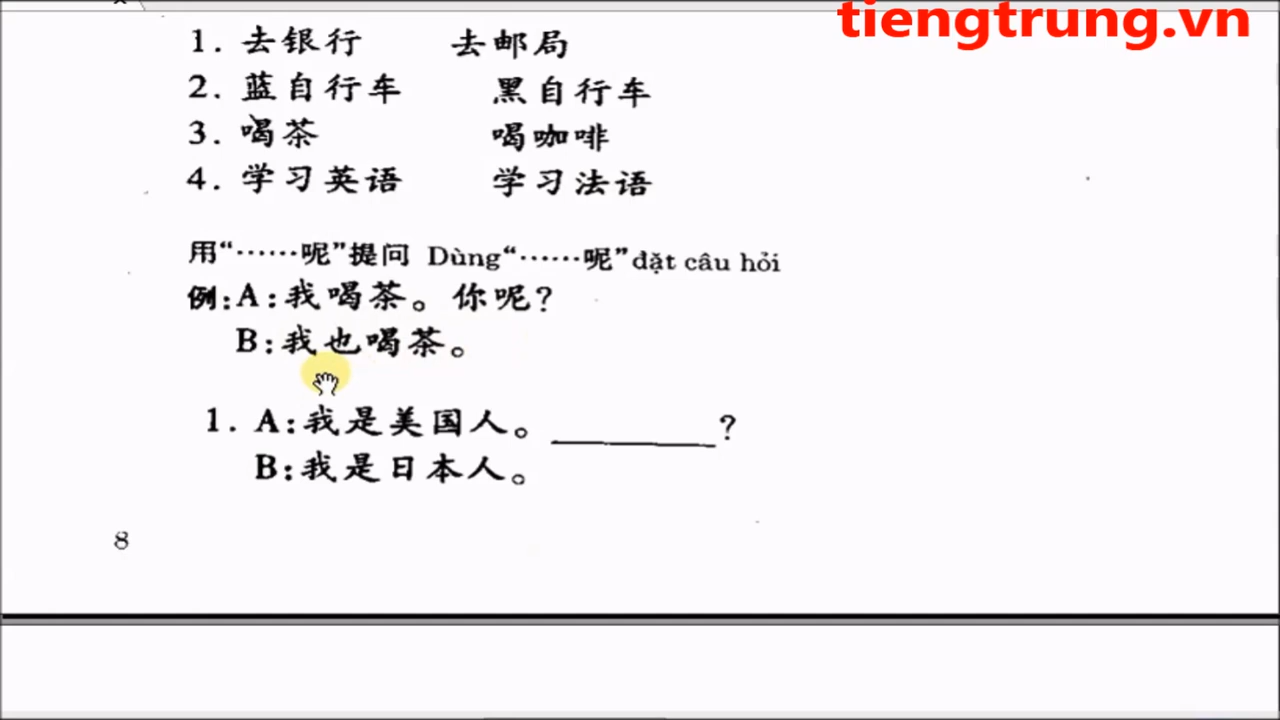 tiengtrung.vn
1. 去银行 去邮局
2. 蓝自行车 黑自行车
3. 喝茶 喝咖啡
4. 学习英语 学习法语
用“……呢”提问 Dùng “……呢” đặt câu hỏi
例:A:我喝茶。你呢?
B:我也喝茶。
1. A:我是美国人。________?
B:我是日本人。
8